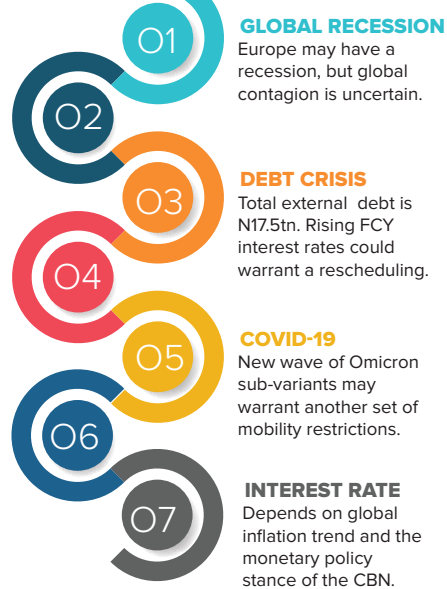 01
GLOBAL RECESSION
Europe may have a
recession, but global
contagion is uncertain.
02
03
DEBT CRISIS
Total external debt is
N17.5tn. Rising FCY
interest rates could
warrant a rescheduling.
04
05
COVID-19
New wave of Omicron
sub-variants may
warrant another set of
mobility restrictions.
06
07
INTEREST RATE
Depends on global
inflation trend and the
monetary policy
stance of the CBN.